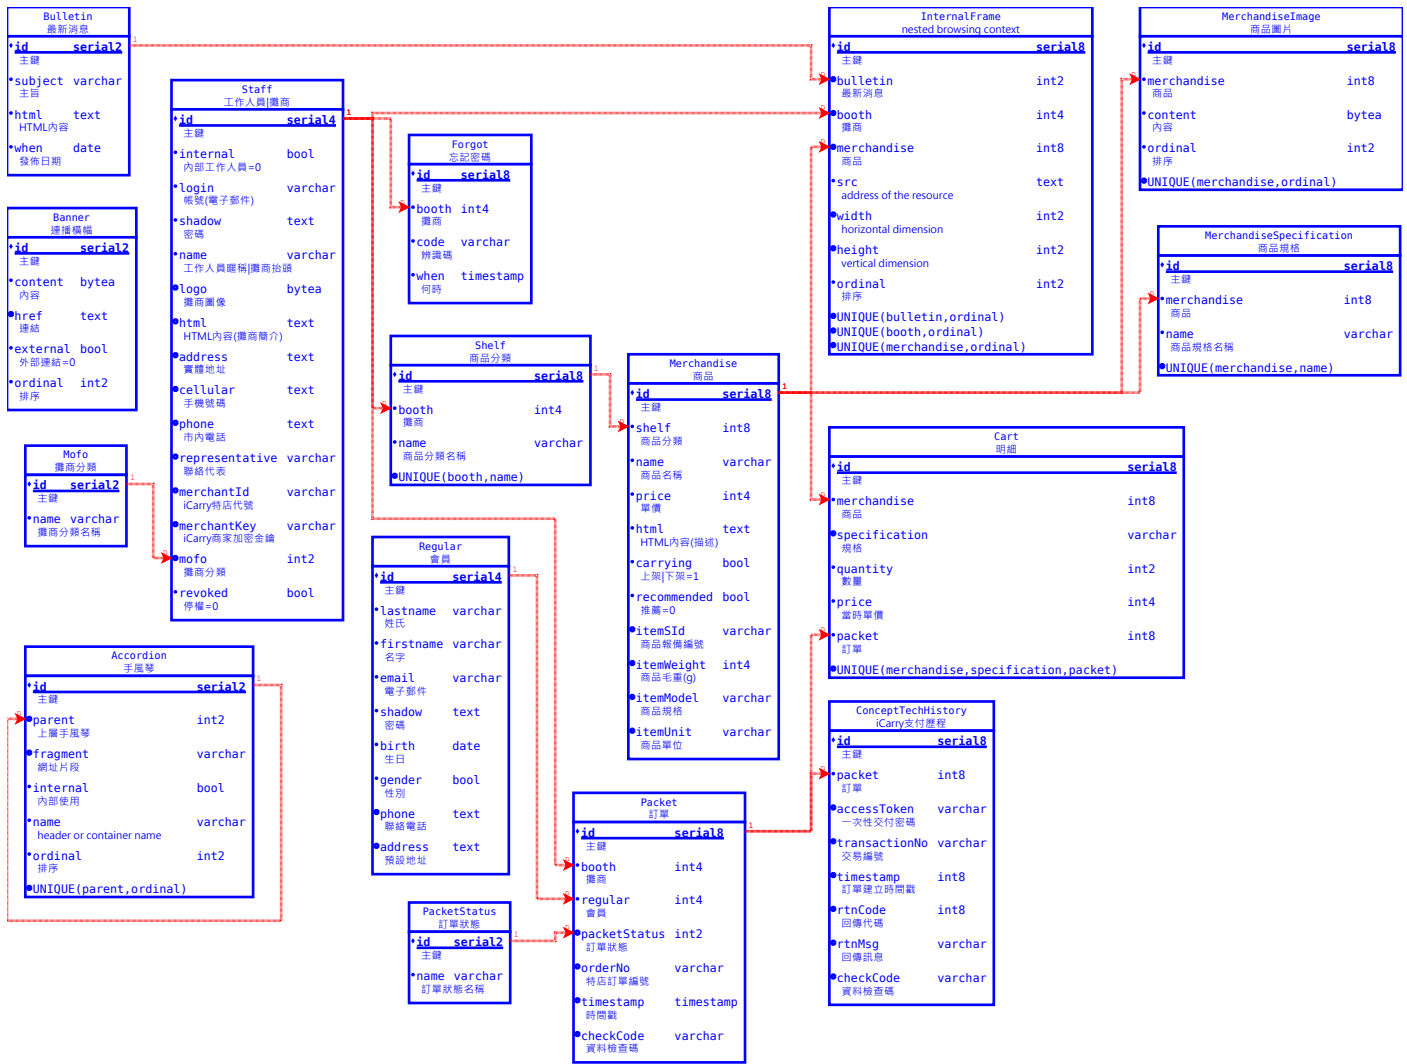 Bulletin
最新消息
id serial2
主鍵
subject varchar
主旨
html text
HTML內容
when date
發佈日期
Banner
連播橫幅
id serial2
主鍵
content bytea
內容
href text
連結
external bool
外部連結=0
ordinal int2
排序
Mofo
攤商分類
id serial2
主鍵
name varchar
攤商分類名稱
Accordion
手風琴
id serial2
主鍵
parent int2
上層手風琴
fragment varchar
網址片段
internal bool
內部使用
name varchar
header or container name
ordinal int2
排序
UNIQUE(parent,ordinal)
Staff
工作人員|攤商
id serial4
主鍵
internal bool
內部工作人員=0
login varchar
帳號(電子郵件)
shadow text
密碼
name varchar
工作人員暱稱|攤商抬頭
logo bytea
攤商圖像
html text
HTML內容(攤商簡介)
address text
實體地址
cellular text
手機號碼
phone text
市內電話
representative varchar
聯絡代表
merchantId varchar
iCarry特店代號
merchantKey varchar
iCarry商家加密金鑰
mofo int2
攤商分類
revoked bool
停權=0
Forgot
忘記密碼
id serial8
主鍵
booth int4
攤商
code varchar
辨識碼
when timestamp
何時
Shelf
商品分類
id serial8
主鍵
booth int4
攤商
name varchar
商品分類名稱
UNIQUE(booth,name)
Regular
會員
id serial4
主鍵
lastname varchar
姓氏
firstname varchar
名字
email varchar
電子郵件
shadow text
密碼
birth date
生日
gender bool
性別
phone text
聯絡電話
address text
預設地址
PacketStatus
訂單狀態
id serial2
主鍵
name varchar
訂單狀態名稱
Merchandise
商品
id serial8
主鍵
shelf int8
商品分類
name varchar
商品名稱
price int4
單價
html text
HTML內容(描述)
carrying bool
上架|下架=1
recommended bool
推薦=0
itemSId varchar
商品報備編號
itemWeight int4
商品毛重(g)
itemModel varchar
商品規格
itemUnit varchar
商品單位
Packet
訂單
id serial8
主鍵
booth int4
攤商
regular int4
會員
packetStatus int2
訂單狀態
orderNo varchar
特店訂單編號
timestamp timestamp
時間戳
checkCode varchar
資料檢查碼
InternalFrame
nested browsing context
id serial8
主鍵
bulletin int2
最新消息
booth int4
攤商
merchandise int8
商品
src text
address of the resource
width int2
horizontal dimension
height int2
vertical dimension
ordinal int2
排序
UNIQUE(bulletin,ordinal)
UNIQUE(booth,ordinal)
UNIQUE(merchandise,ordinal)
MerchandiseImage
商品圖片
id serial8
主鍵
merchandise int8
商品
content bytea
內容
ordinal int2
排序
UNIQUE(merchandise,ordinal)
MerchandiseSpecification
商品規格
id serial8
主鍵
merchandise int8
商品
name varchar
商品規格名稱
UNIQUE(merchandise,name)
Cart
明細
id serial8
主鍵
merchandise int8
商品
specification varchar
規格
quantity int2
數量
price int4
當時單價
packet int8
訂單
UNIQUE(merchandise,specification,packet)
ConceptTechHistory
iCarry支付歷程
id serial8
主鍵
packet int8
訂單
accessToken varchar
一次性交付密碼
transactionNo varchar
交易編號
timestamp int8
訂單建立時間戳
rtnCode int8
回傳代碼
rtnMsg varchar
回傳訊息
checkCode varchar
資料檢查碼